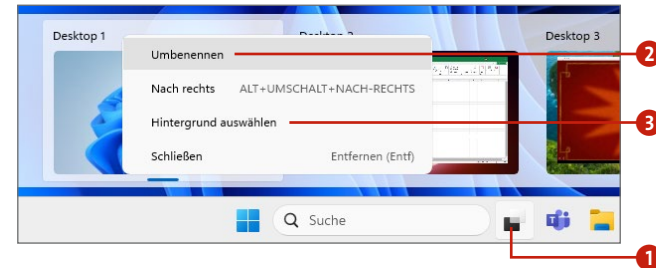 Desktop 1
Desktop 2
Desktop 3
Umbenennen
2
Nach rechts ALT+UMSCHALT+NACH-RECHTS
Hintergrund auswählen
3
Schließen Entfernen (Entf)
Suche
1